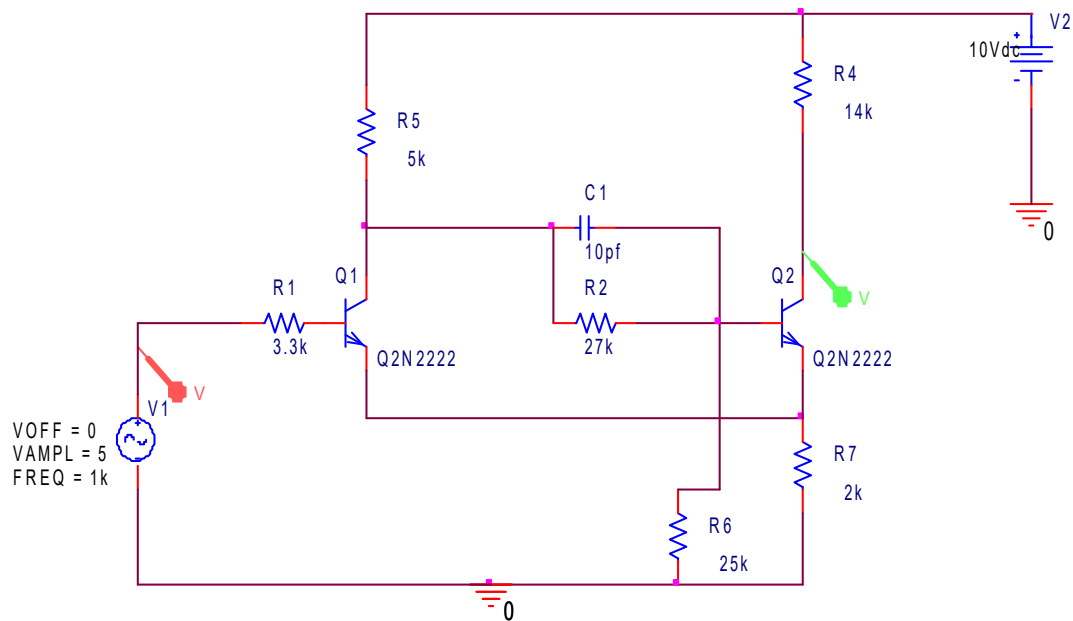 V2
10Vdc
+
-
0
R4
14k
R5
5k
C1
10pf
Q1
Q2
R1
3.3k
R2
27k
V
Q2N2222
Q2N2222
V
V1
+
-
VOFF = 0
VAMPL = 5
FREQ = 1k
R7
2k
R6
25k
0